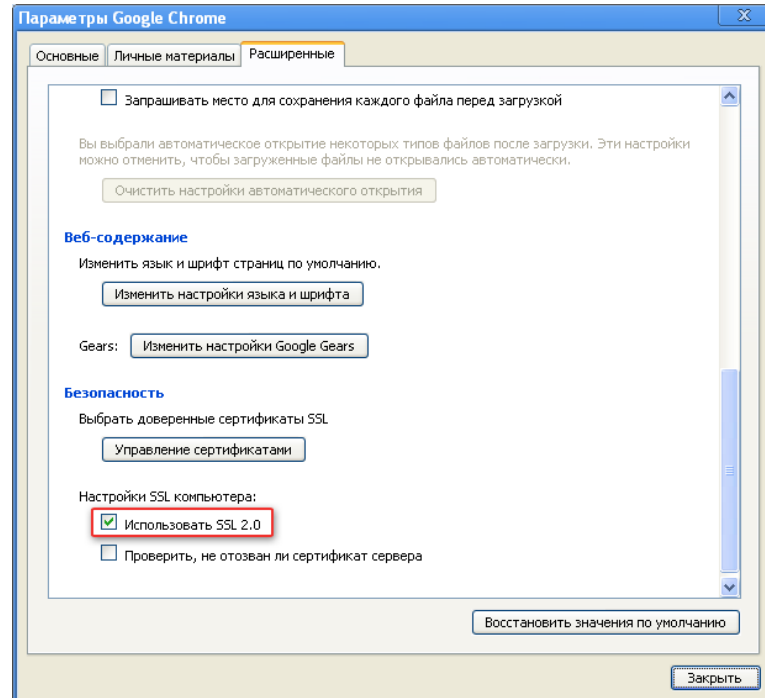 Параметры Google Chrome
Основные
Личные материалы
Расширенные
Запрашивать место для сохранения каждого файла перед загрузкой
Вы выбрали автоматическое открытие некоторых типов файлов после загрузки. Эти настройки
можно отменить, чтобы загруженные файлы не открывались автоматически.
Очистить настройки автоматического открытия
Веб-содержание
Изменить язык и шрифт страниц по умолчанию.
Изменить настройки языка и шрифта
Gears:
Изменить настройки Google Gears
Безопасность
Выбрать доверенные сертификаты SSL
Управление сертификатами
Настройки SSL компьютера:
Использовать SSL 2.0
Проверить, не отозван ли сертификат сервера
Восстановить значения по умолчанию
Закрыть